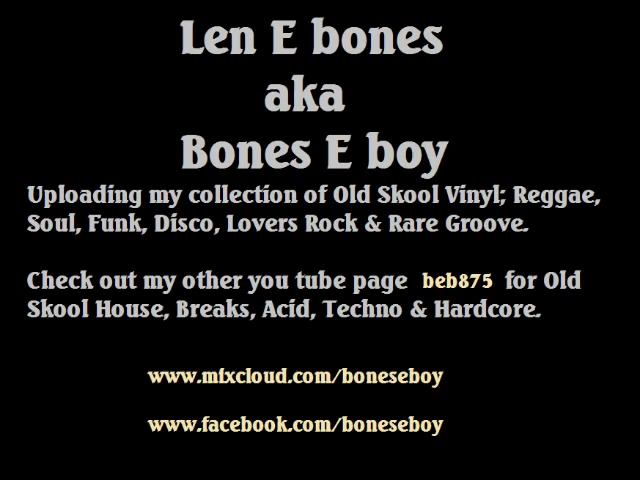 Len E bones
aka
Bones E boy
Uploading my collection of Old Skool Vinyl; Reggae,
Soul, Funk, Disco, Lovers Rock & Rare Groove.
Check out my other you tube page beb875 for Old
Skool House, Breaks, Acid, Techno & Hardcore.
www.mixcloud.com/boneseboy
www.facebook.com/boneseboy